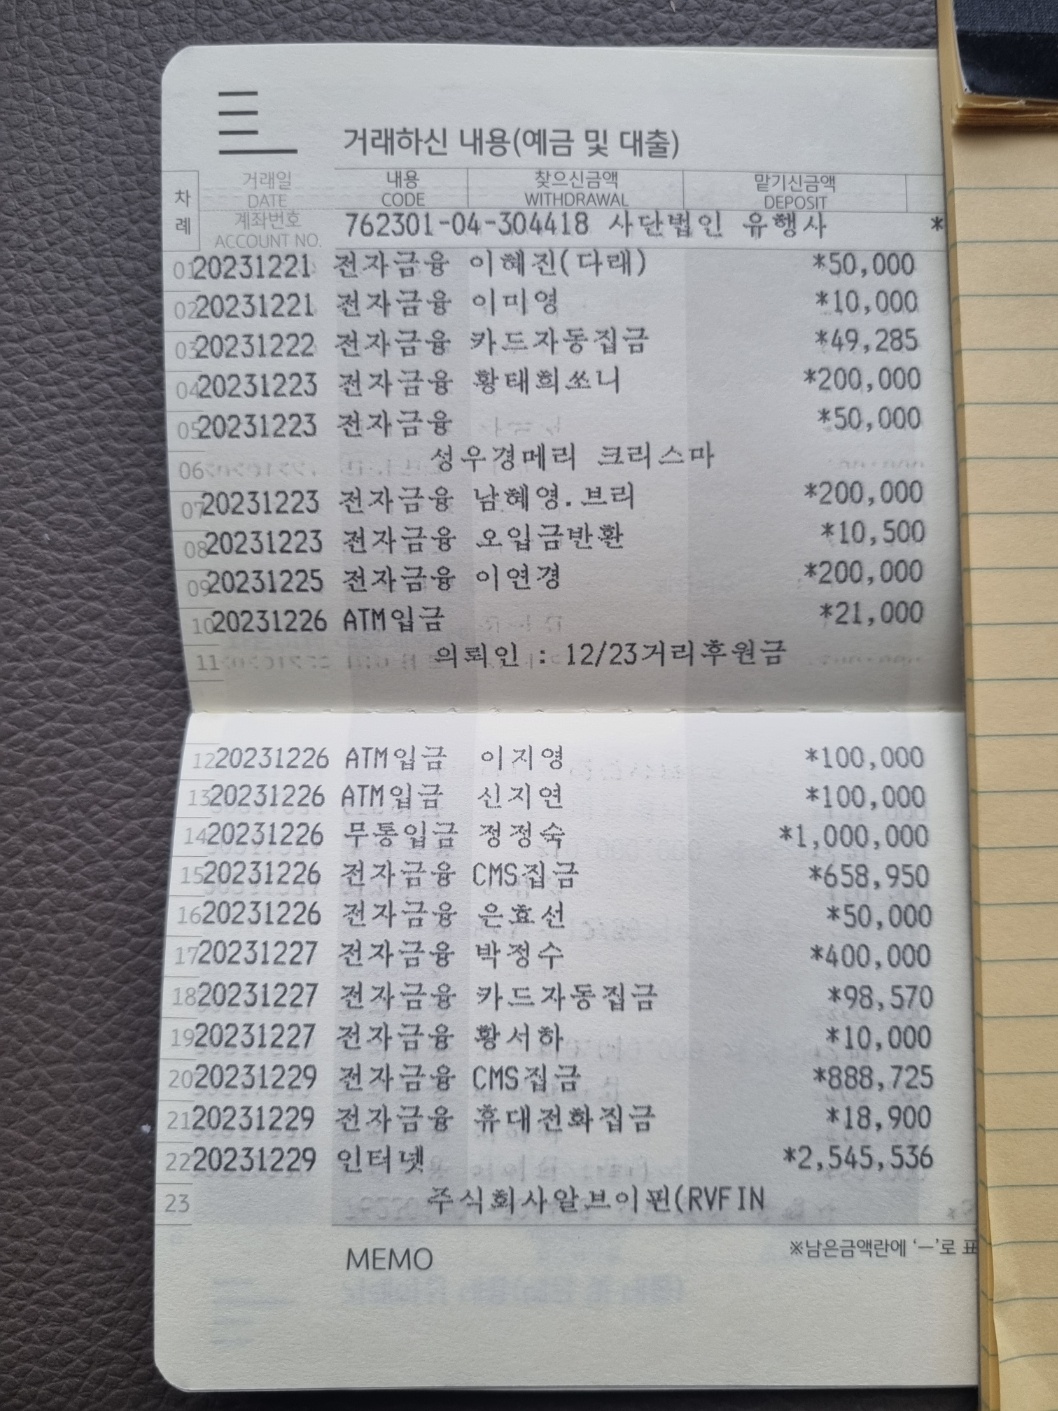 거래하신 내용(예금 및 대출)
차례 거래일 DATE 내용 CODE 찾으신금액 WITHDRAWAL 맡기신금액 DEPOSIT
계좌번호 ACCOUNT NO. 762301-04-304418 사단법인 유행사 *
01 20231221 전자금융 이혜진(다래) *50,000
02 20231221 전자금융 이미영 *10,000
03 20231222 전자금융 카드자동집금 *49,285
04 20231223 전자금융 황태희쏘니 *200,000
05 20231223 전자금융 *50,000
06 성우경메리 크리스마
07 20231223 전자금융 남혜영.브리 *200,000
08 20231223 전자금융 오입금반환 *10,500
09 20231225 전자금융 이연경 *200,000
10 20231226 ATM입금 *21,000
11 의뢰인 : 12/23거리후원금
12 20231226 ATM입금 이지영 *100,000
13 20231226 ATM입금 신지연 *100,000
14 20231226 무통입금 정정숙 *1,000,000
15 20231226 전자금융 CMS집금 *658,950
16 20231226 전자금융 은효선 *50,000
17 20231227 전자금융 박정수 *400,000
18 20231227 전자금융 카드자동집금 *98,570
19 20231227 전자금융 황서하 *10,000
20 20231229 전자금융 CMS집금 *888,725
21 20231229 전자금융 휴대전화집금 *18,900
22 20231229 인터넷 *2,545,536
23 주식회사알브이핀(RVFIN
MEMO
※남은금액란에 '－'로 표